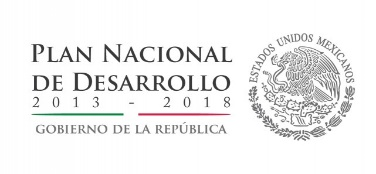 PLAN NACIONAL
DE DESARROLLO
2013 - 2018
GOBIERNO DE LA REPÚBLICA
ESTADOS UNIDOS MEXICANOS